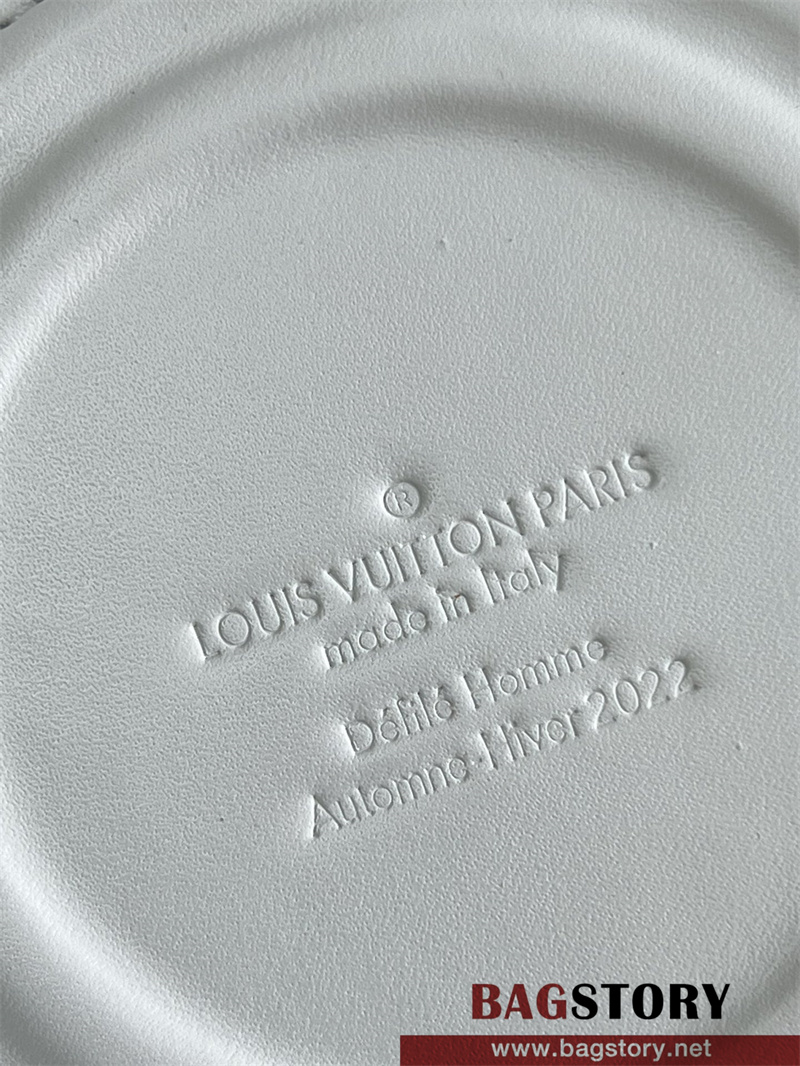 ®
LOUIS VUITTON PARIS
made in Italy
Défilé Homme
Automne-Hiver 2022
BAGSTORY
www.bagstory.net